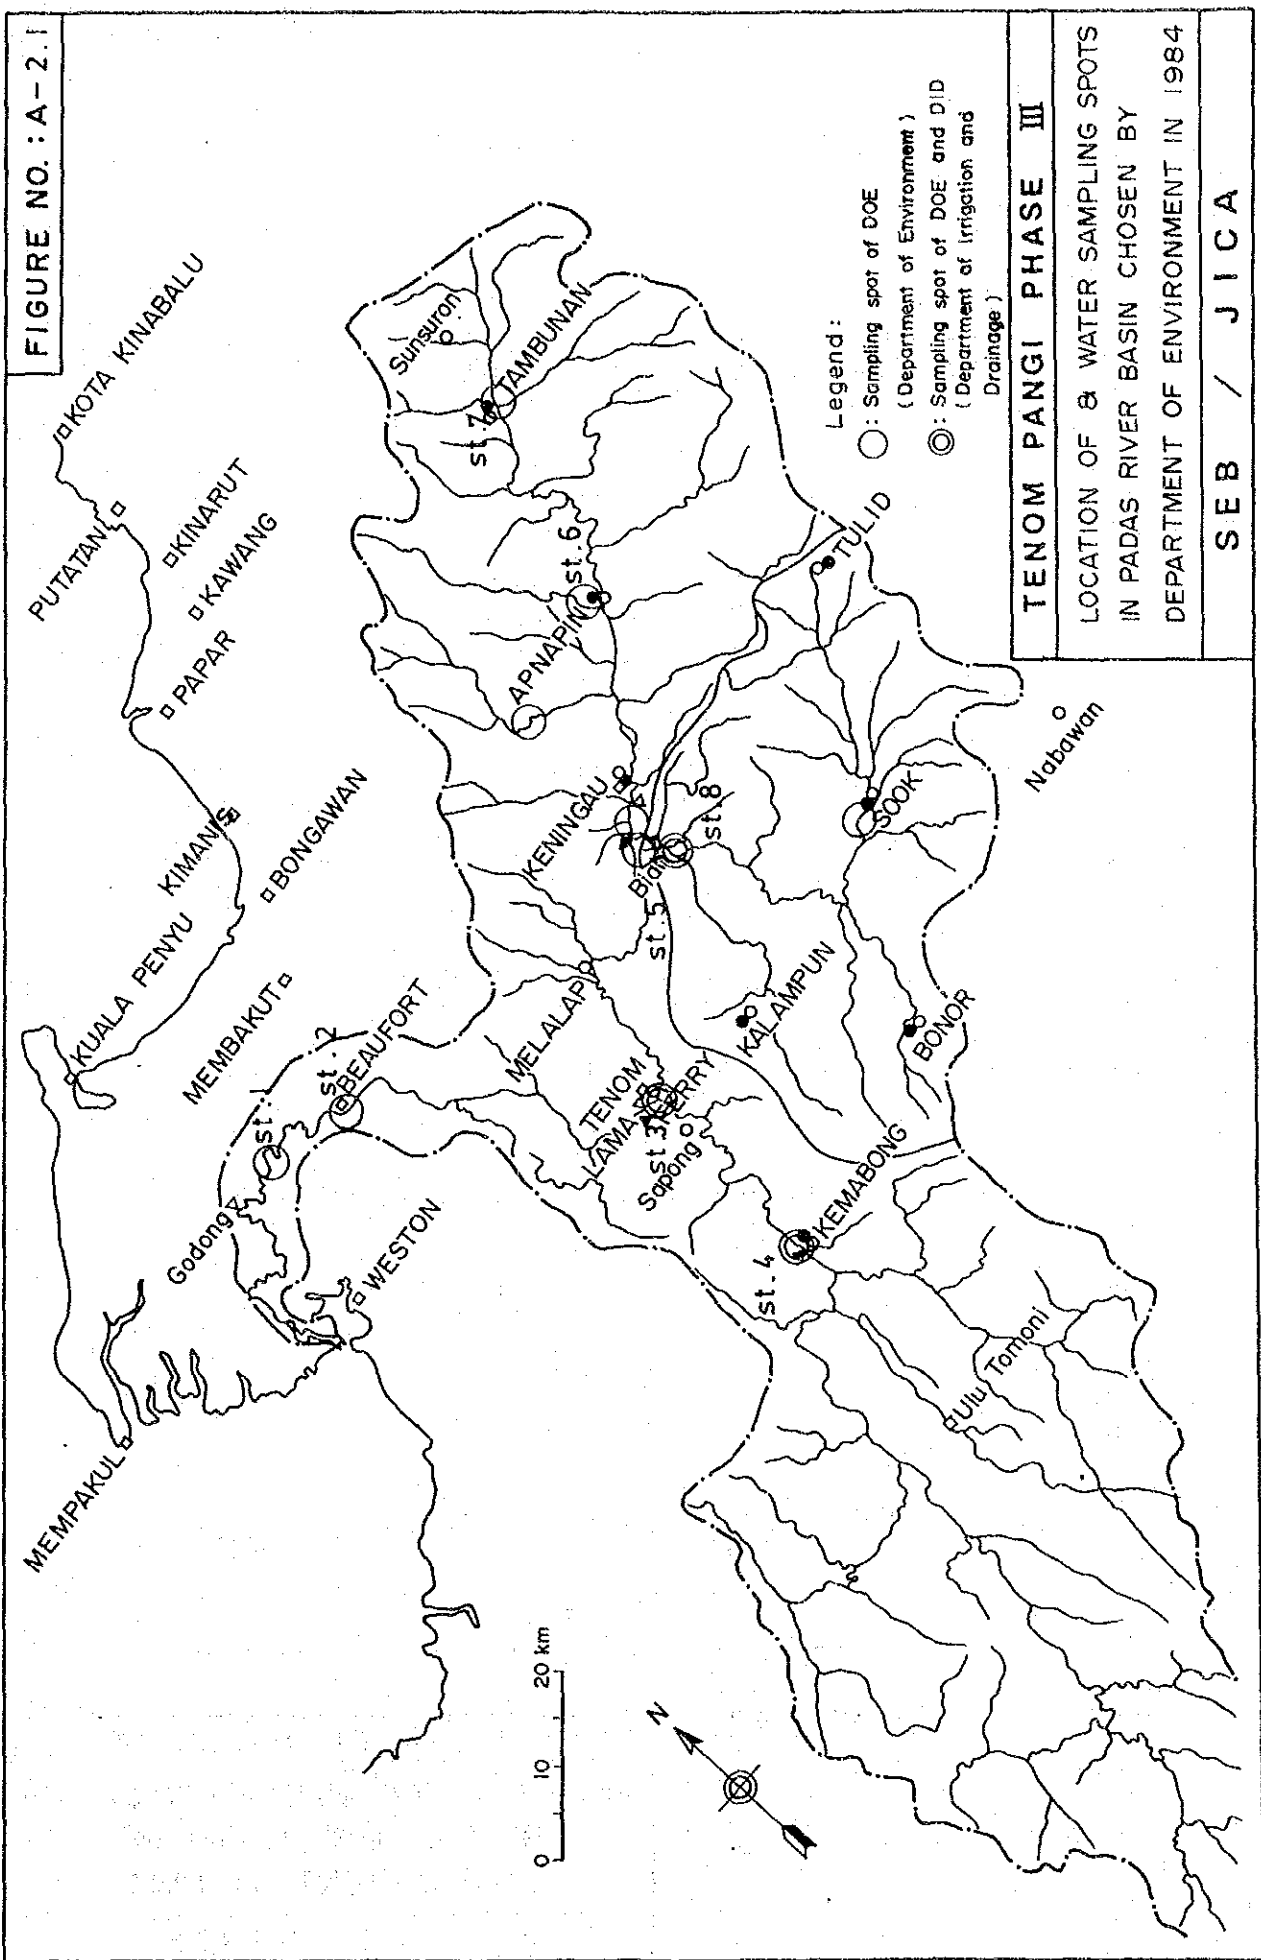 FIGURE NO. : A-2.1
KOTA KINABALU
PUTATAN
KINARUT
KAWANG
PAPAR
KIMANIS
BONGAWAN
KUALA PENYU
MEMBAKUT
st. 2
BEAUFORT
st. 1
Godong
WESTON
MEMPAKUL
Sunsuron
st. 7
TAMBUNAN
st. 6
APNAPIN
KENINGAU
Biah
st. 8
st. 5
MELALAP
TENOM
LAMA
FERRY
st 3
Sapong
KALAMPUN
TULID
SOOK
Nabawan
BONOR
KEMABONG
st. 4
Ulu Tomoni
0 10 20 km
N
Legend :
: Sampling spot of DOE
( Department of Environment )
: Sampling spot of DOE and DID
( Department of Irrigation and
Drainage )
TENOM PANGI PHASE III
LOCATION OF & WATER SAMPLING SPOTS
IN PADAS RIVER BASIN CHOSEN BY
DEPARTMENT OF ENVIRONMENT IN 1984
SEB / JICA